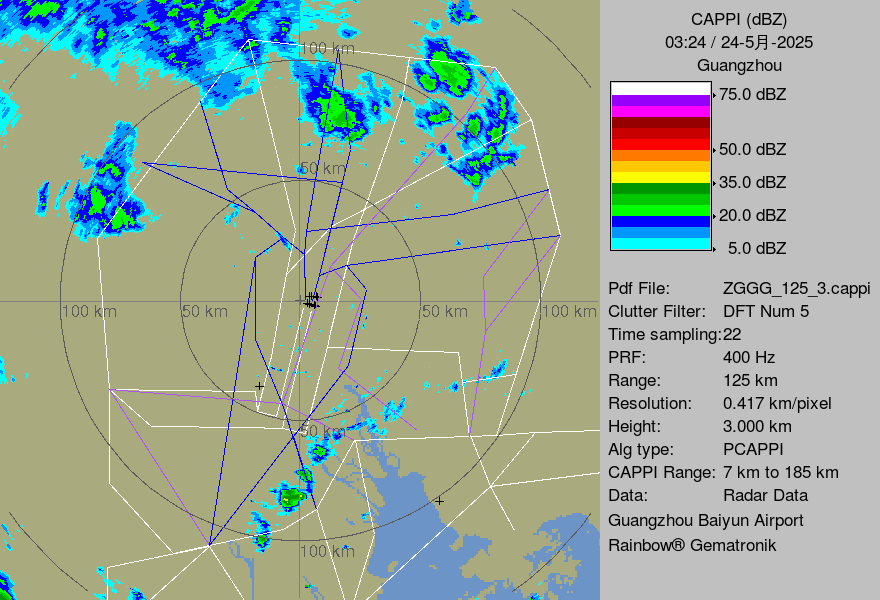 CAPPI (dBZ)
03:24 / 24-5月-2025
Guangzhou
75.0 dBZ
50.0 dBZ
35.0 dBZ
20.0 dBZ
5.0 dBZ
Pdf File: ZGGG_125_3.cappi
Clutter Filter: DFT Num 5
Time sampling:22
PRF: 400 Hz
Range: 125 km
Resolution: 0.417 km/pixel
Height: 3.000 km
Alg type: PCAPPI
CAPPI Range: 7 km to 185 km
Data: Radar Data
Guangzhou Baiyun Airport
Rainbow® Gematronik
100 km
50 km
100 km 50 km 50 km 100 km
50 km
100 km